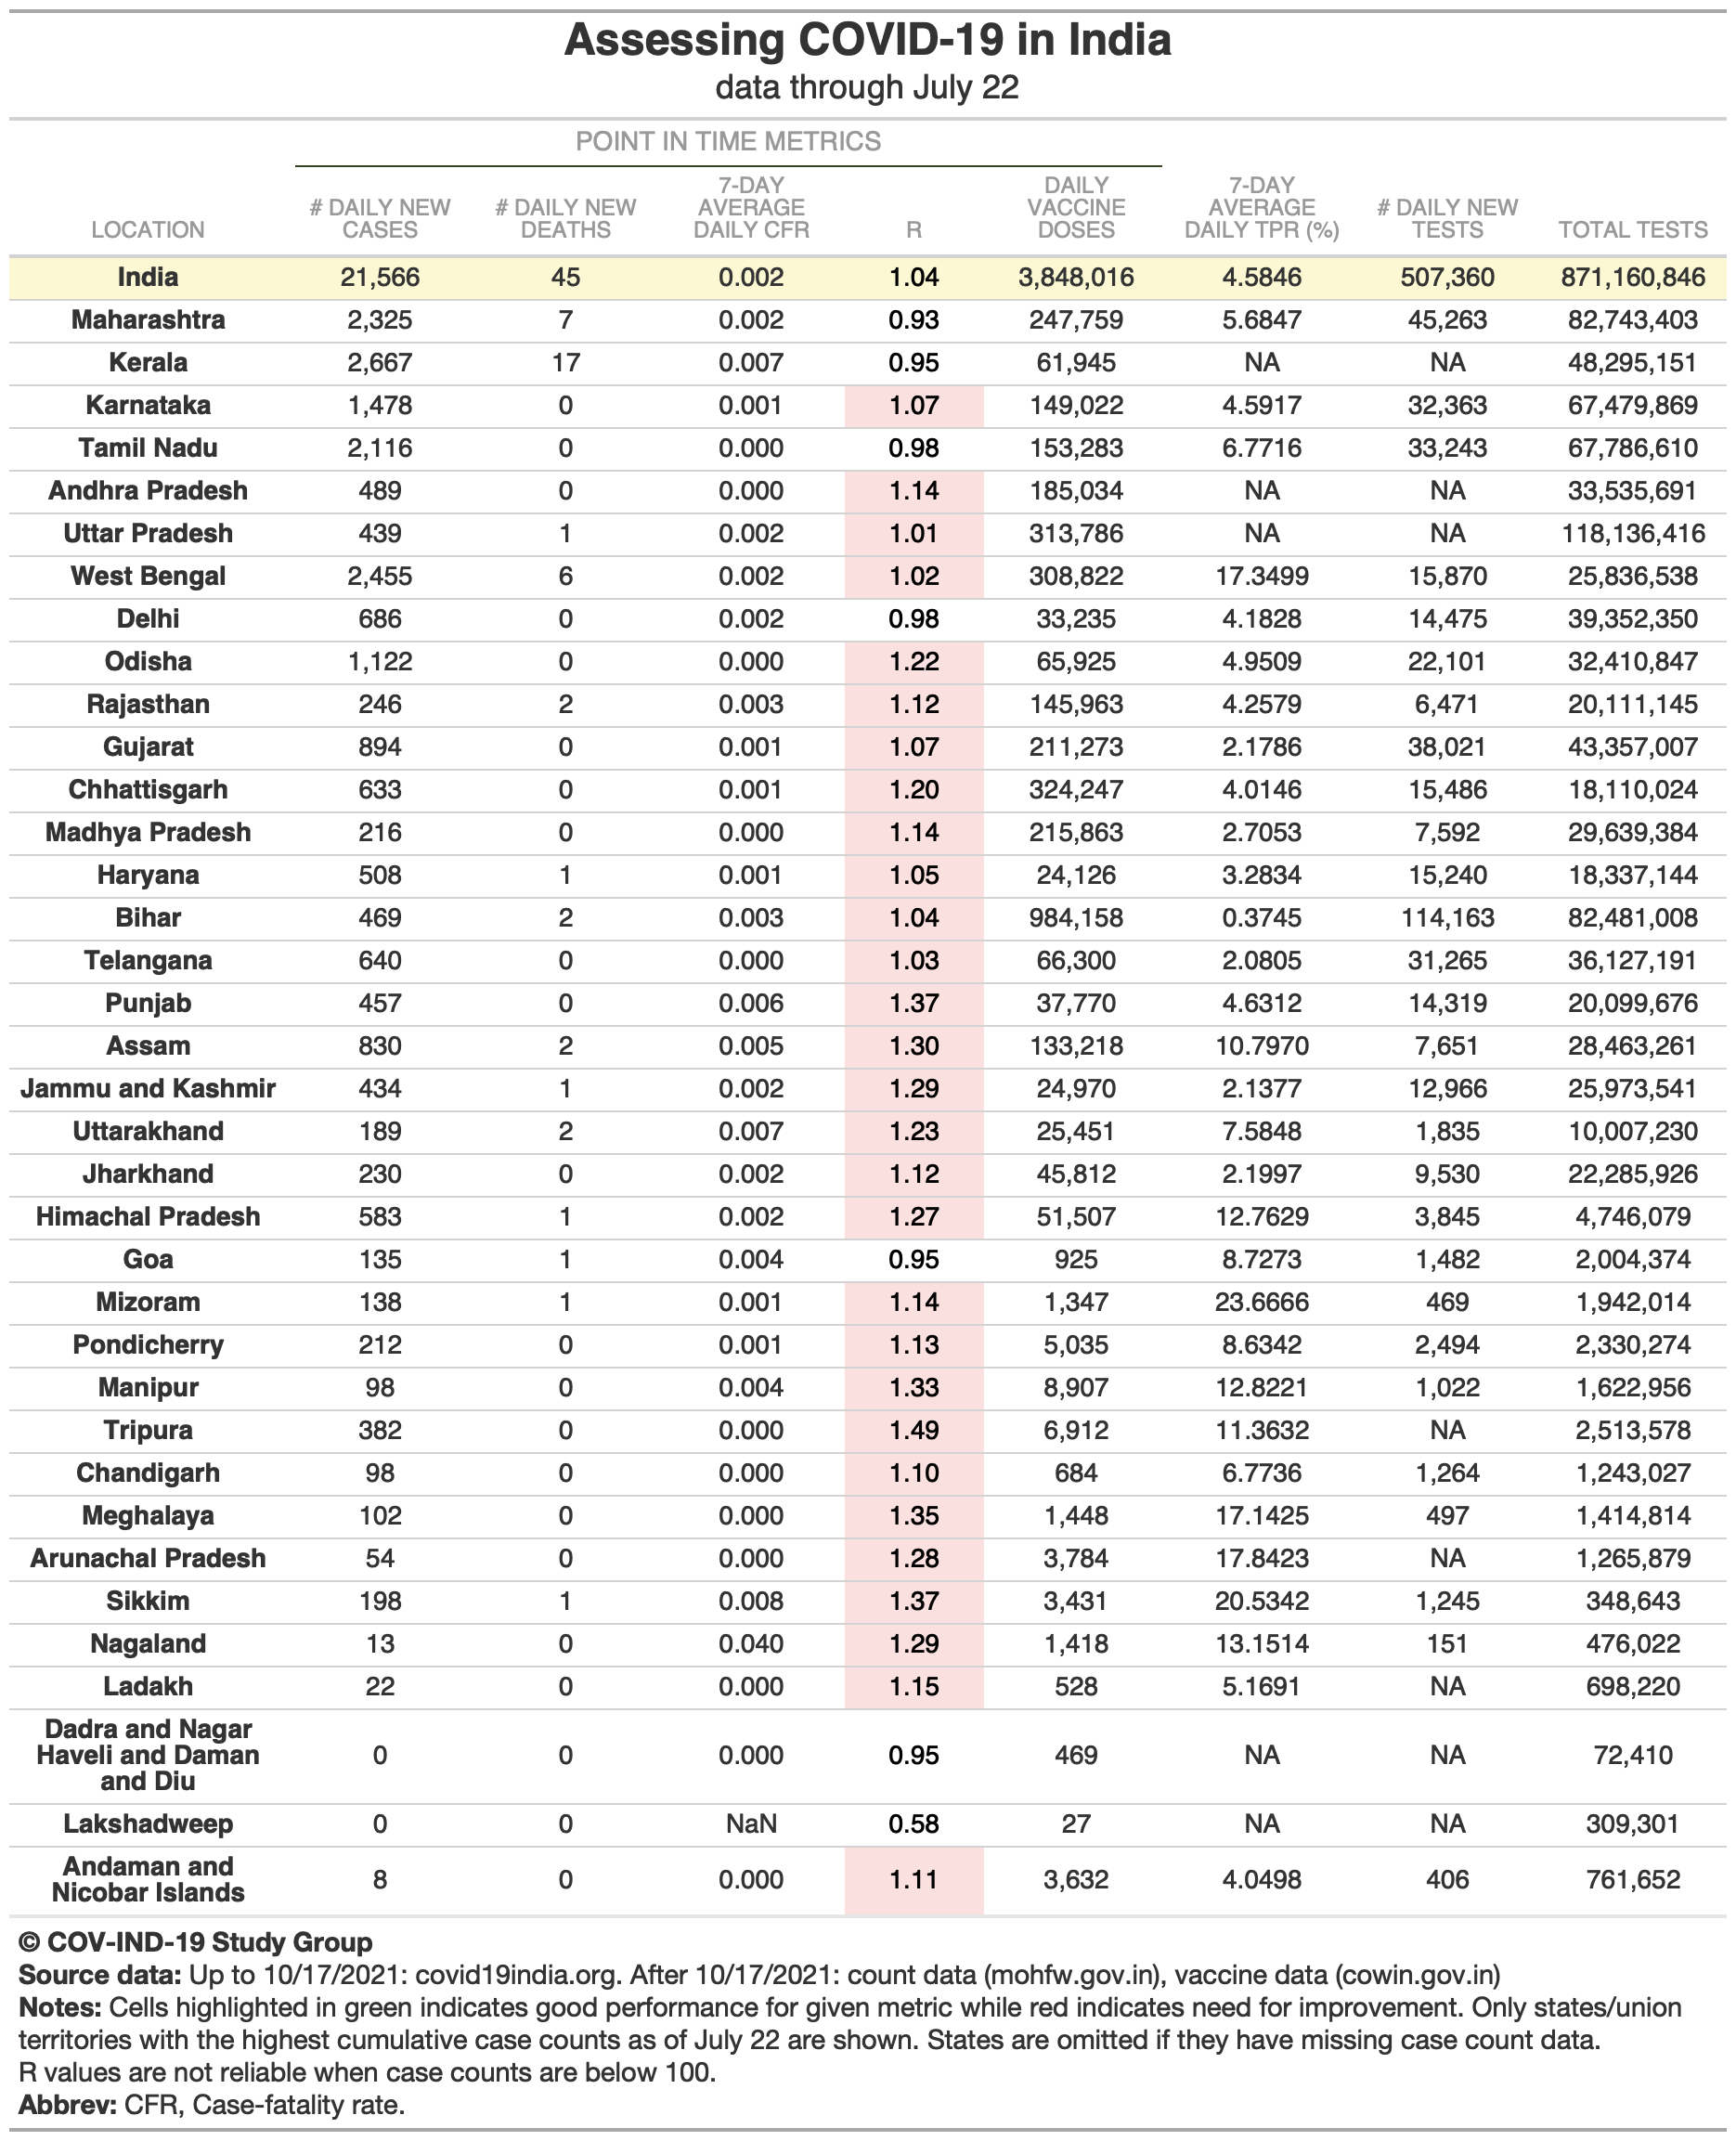 Assessing COVID-19 in India
data through July 22
POINT IN TIME METRICS
LOCATION # DAILY NEW CASES # DAILY NEW DEATHS 7-DAY AVERAGE DAILY CFR R DAILY VACCINE DOSES 7-DAY AVERAGE DAILY TPR (%) # DAILY NEW TESTS TOTAL TESTS
India 21,566 45 0.002 1.04 3,848,016 4.5846 507,360 871,160,846
Maharashtra 2,325 7 0.002 0.93 247,759 5.6847 45,263 82,743,403
Kerala 2,667 17 0.007 0.95 61,945 NA NA 48,295,151
Karnataka 1,478 0 0.001 1.07 149,022 4.5917 32,363 67,479,869
Tamil Nadu 2,116 0 0.000 0.98 153,283 6.7716 33,243 67,786,610
Andhra Pradesh 489 0 0.000 1.14 185,034 NA NA 33,535,691
Uttar Pradesh 439 1 0.002 1.01 313,786 NA NA 118,136,416
West Bengal 2,455 6 0.002 1.02 308,822 17.3499 15,870 25,836,538
Delhi 686 0 0.002 0.98 33,235 4.1828 14,475 39,352,350
Odisha 1,122 0 0.000 1.22 65,925 4.9509 22,101 32,410,847
Rajasthan 246 2 0.003 1.12 145,963 4.2579 6,471 20,111,145
Gujarat 894 0 0.001 1.07 211,273 2.1786 38,021 43,357,007
Chhattisgarh 633 0 0.001 1.20 324,247 4.0146 15,486 18,110,024
Madhya Pradesh 216 0 0.000 1.14 215,863 2.7053 7,592 29,639,384
Haryana 508 1 0.001 1.05 24,126 3.2834 15,240 18,337,144
Bihar 469 2 0.003 1.04 984,158 0.3745 114,163 82,481,008
Telangana 640 0 0.000 1.03 66,300 2.0805 31,265 36,127,191
Punjab 457 0 0.006 1.37 37,770 4.6312 14,319 20,099,676
Assam 830 2 0.005 1.30 133,218 10.7970 7,651 28,463,261
Jammu and Kashmir 434 1 0.002 1.29 24,970 2.1377 12,966 25,973,541
Uttarakhand 189 2 0.007 1.23 25,451 7.5848 1,835 10,007,230
Jharkhand 230 0 0.002 1.12 45,812 2.1997 9,530 22,285,926
Himachal Pradesh 583 1 0.002 1.27 51,507 12.7629 3,845 4,746,079
Goa 135 1 0.004 0.95 925 8.7273 1,482 2,004,374
Mizoram 138 1 0.001 1.14 1,347 23.6666 469 1,942,014
Pondicherry 212 0 0.001 1.13 5,035 8.6342 2,494 2,330,274
Manipur 98 0 0.004 1.33 8,907 12.8221 1,022 1,622,956
Tripura 382 0 0.000 1.49 6,912 11.3632 NA 2,513,578
Chandigarh 98 0 0.000 1.10 684 6.7736 1,264 1,243,027
Meghalaya 102 0 0.000 1.35 1,448 17.1425 497 1,414,814
Arunachal Pradesh 54 0 0.000 1.28 3,784 17.8423 NA 1,265,879
Sikkim 198 1 0.008 1.37 3,431 20.5342 1,245 348,643
Nagaland 13 0 0.040 1.29 1,418 13.1514 151 476,022
Ladakh 22 0 0.000 1.15 528 5.1691 NA 698,220
Dadra and Nagar Haveli and Daman and Diu 0 0 0.000 0.95 469 NA NA 72,410
Lakshadweep 0 0 NaN 0.58 27 NA NA 309,301
Andaman and Nicobar Islands 8 0 0.000 1.11 3,632 4.0498 406 761,652
© COV-IND-19 Study Group
Source data: Up to 10/17/2021: covid19india.org. After 10/17/2021: count data (mohfw.gov.in), vaccine data (cowin.gov.in)
Notes: Cells highlighted in green indicates good performance for given metric while red indicates need for improvement. Only states/union
territories with the highest cumulative case counts as of July 22 are shown. States are omitted if they have missing case count data.
R values are not reliable when case counts are below 100.
Abbrev: CFR, Case-fatality rate.